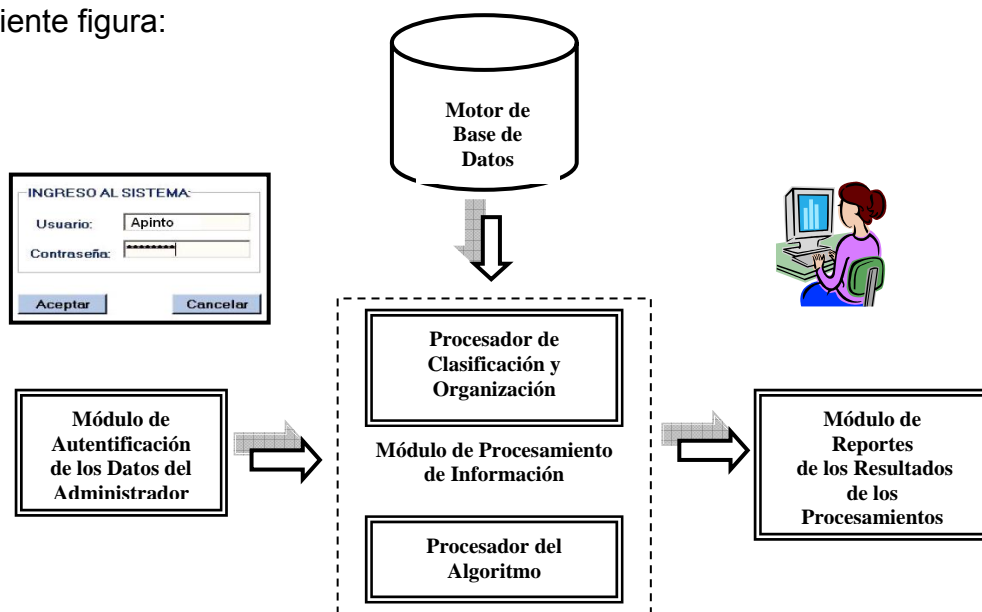 iente figura:
Motor de
Base de
Datos
INGRESO AL SISTEMA:
Usuario: Apinto
Contraseña: ********
Aceptar Cancelar
Procesador de
Clasificación y
Organización
Módulo de
Autentificación
de los Datos del
Administrador
Módulo de Procesamiento
de Información
Procesador del
Algoritmo
Módulo de
Reportes
de los Resultados
de los
Procesamientos